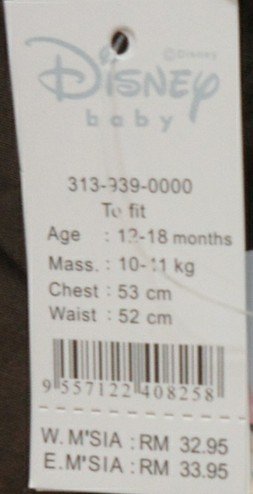 ©Disney
Disney
baby
313-939-0000
To fit
Age : 12-18 months
Mass. : 10-11 kg
Chest : 53 cm
Waist : 52 cm
9 557122 408258
W. M'SIA : RM 32.95
E. M'SIA : RM 33.95